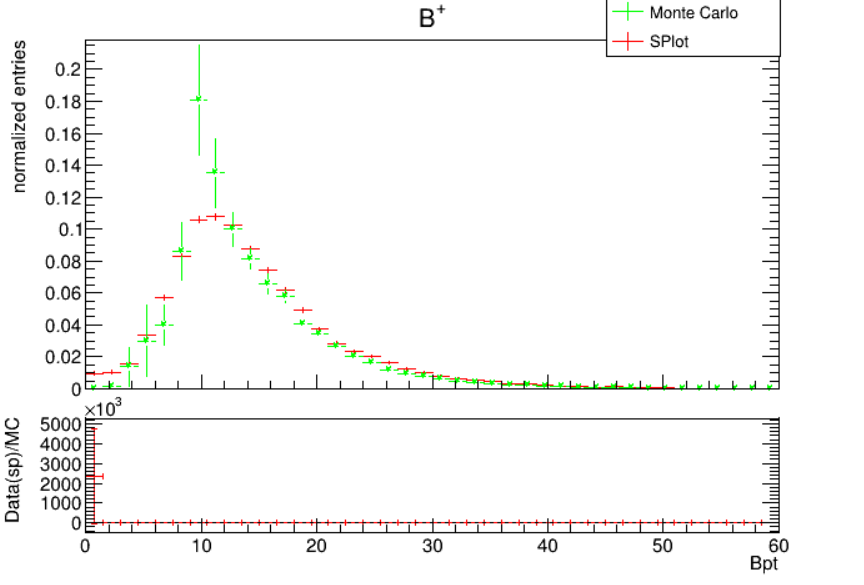 B+
Monte Carlo
SPlot
normalized entries
0.2
0.18
0.16
0.14
0.12
0.1
0.08
0.06
0.04
0.02
0
×10³
Data(sp)/MC
5000
4000
3000
2000
1000
0
0 10 20 30 40 50 60
Bpt